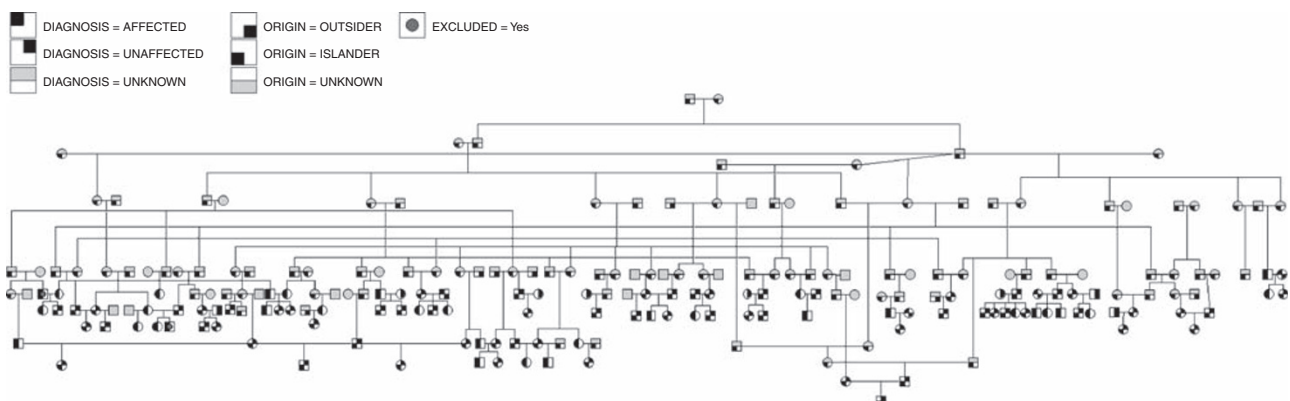 DIAGNOSIS = AFFECTED
ORIGIN = OUTSIDER
EXCLUDED = Yes
DIAGNOSIS = UNAFFECTED
ORIGIN = ISLANDER
DIAGNOSIS = UNKNOWN
ORIGIN = UNKNOWN